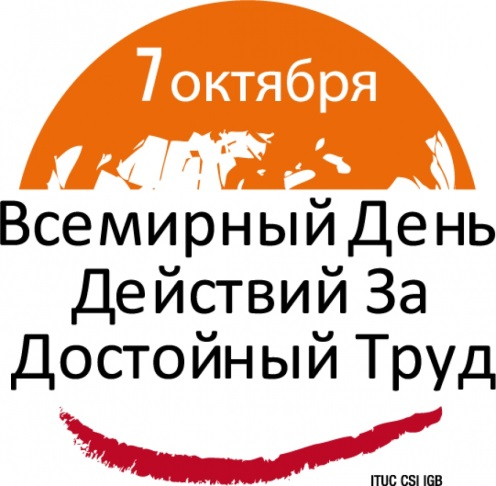 7 октября
Всемирный День
Действий За
Достойный Труд
ITUC CSI IGB